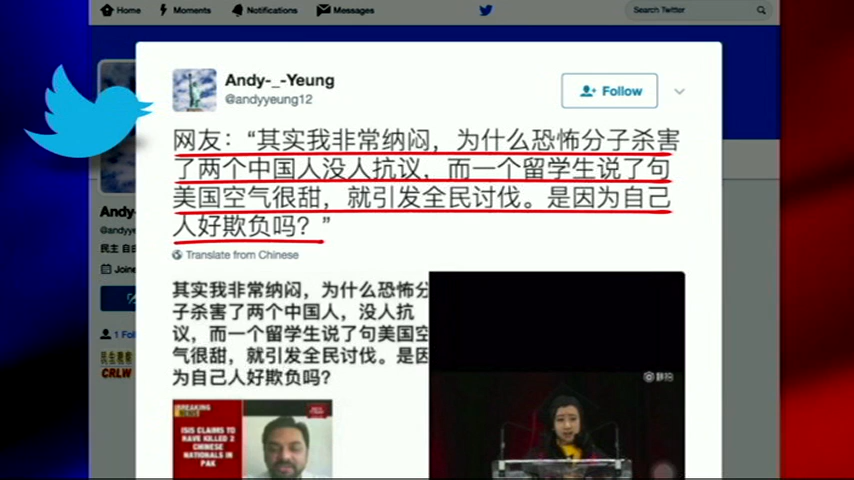 Home Moments Notifications Messages Search Twitter
Andy-_-Yeung
@andyyeung12
Follow
网友：“其实我非常纳闷，为什么恐怖分子杀害
了两个中国人没人抗议，而一个留学生说了句
美国空气很甜，就引发全民讨伐。是因为自己
人好欺负吗？”
Translate from Chinese
Andy-
@andyye
民主 自由
Joine
1 Foll
CRLW
其实我非常纳闷，为什么恐怖分
子杀害了两个中国人，没人抗
议，而一个留学生说了句美国空
气很甜，就引发全民讨伐。是因
为自己人好欺负吗？
BREAKING
NEWS
ISIS CLAIMS TO
HAVE KILLED 2
CHINESE
NATIONALS IN
PAK